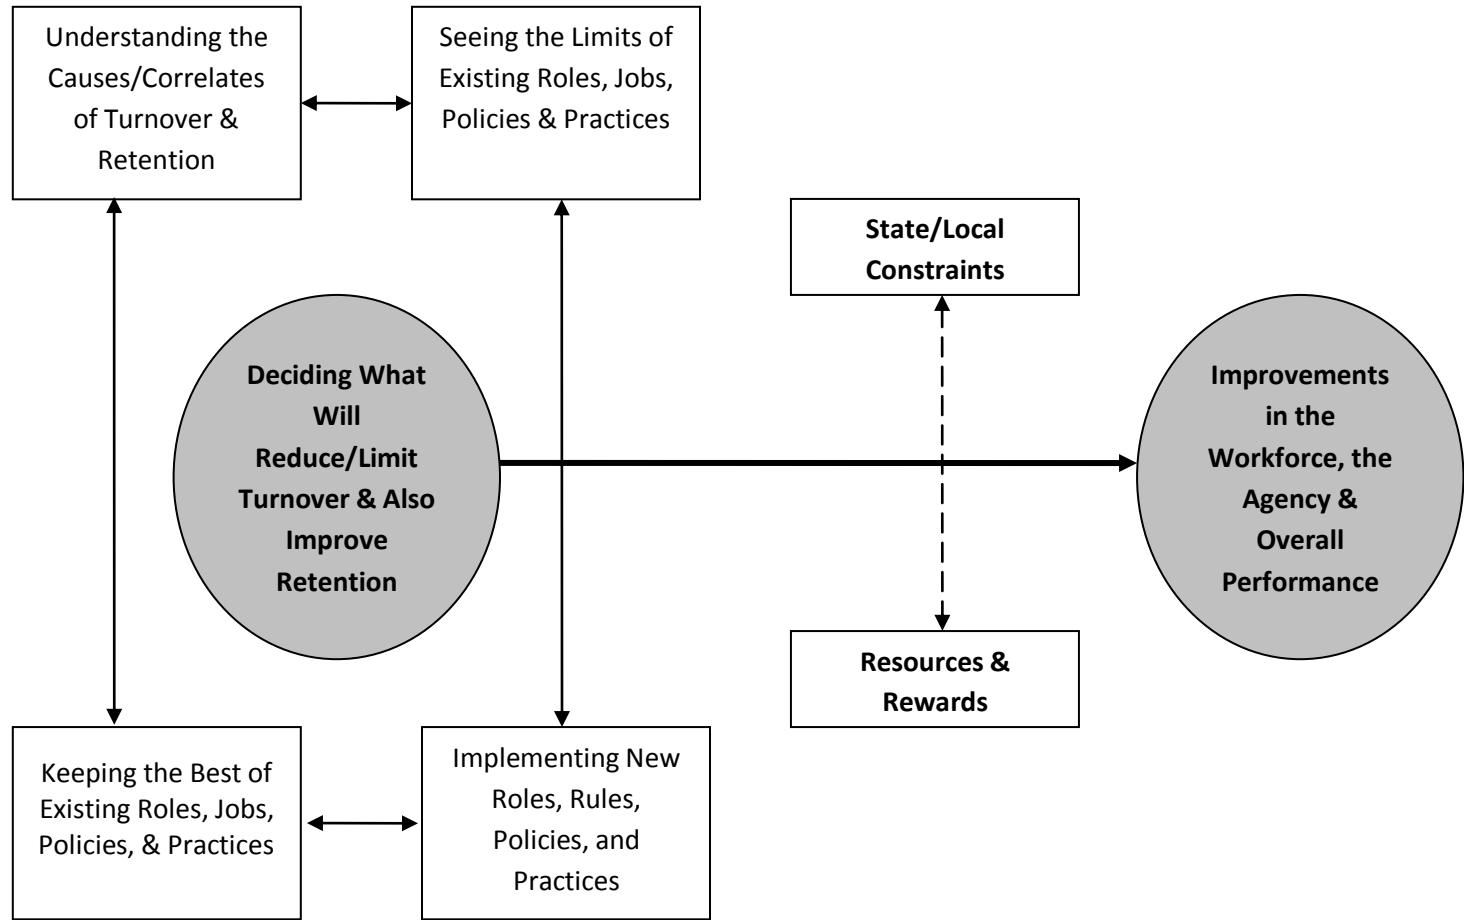 Understanding the
Causes/Correlates
of Turnover &
Retention
Seeing the Limits of
Existing Roles, Jobs,
Policies & Practices
State/Local
Constraints
Deciding What
Will
Reduce/Limit
Turnover & Also
Improve
Retention
Improvements
in the
Workforce, the
Agency &
Overall
Performance
Resources &
Rewards
Keeping the Best of
Existing Roles, Jobs,
Policies, & Practices
Implementing New
Roles, Rules,
Policies, and
Practices